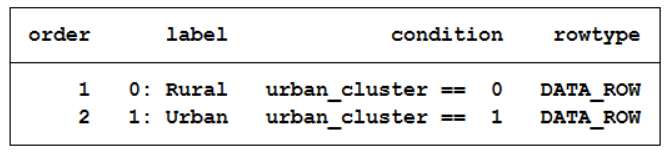 order label condition rowtype
1 0: Rural urban_cluster == 0 DATA_ROW
2 1: Urban urban_cluster == 1 DATA_ROW